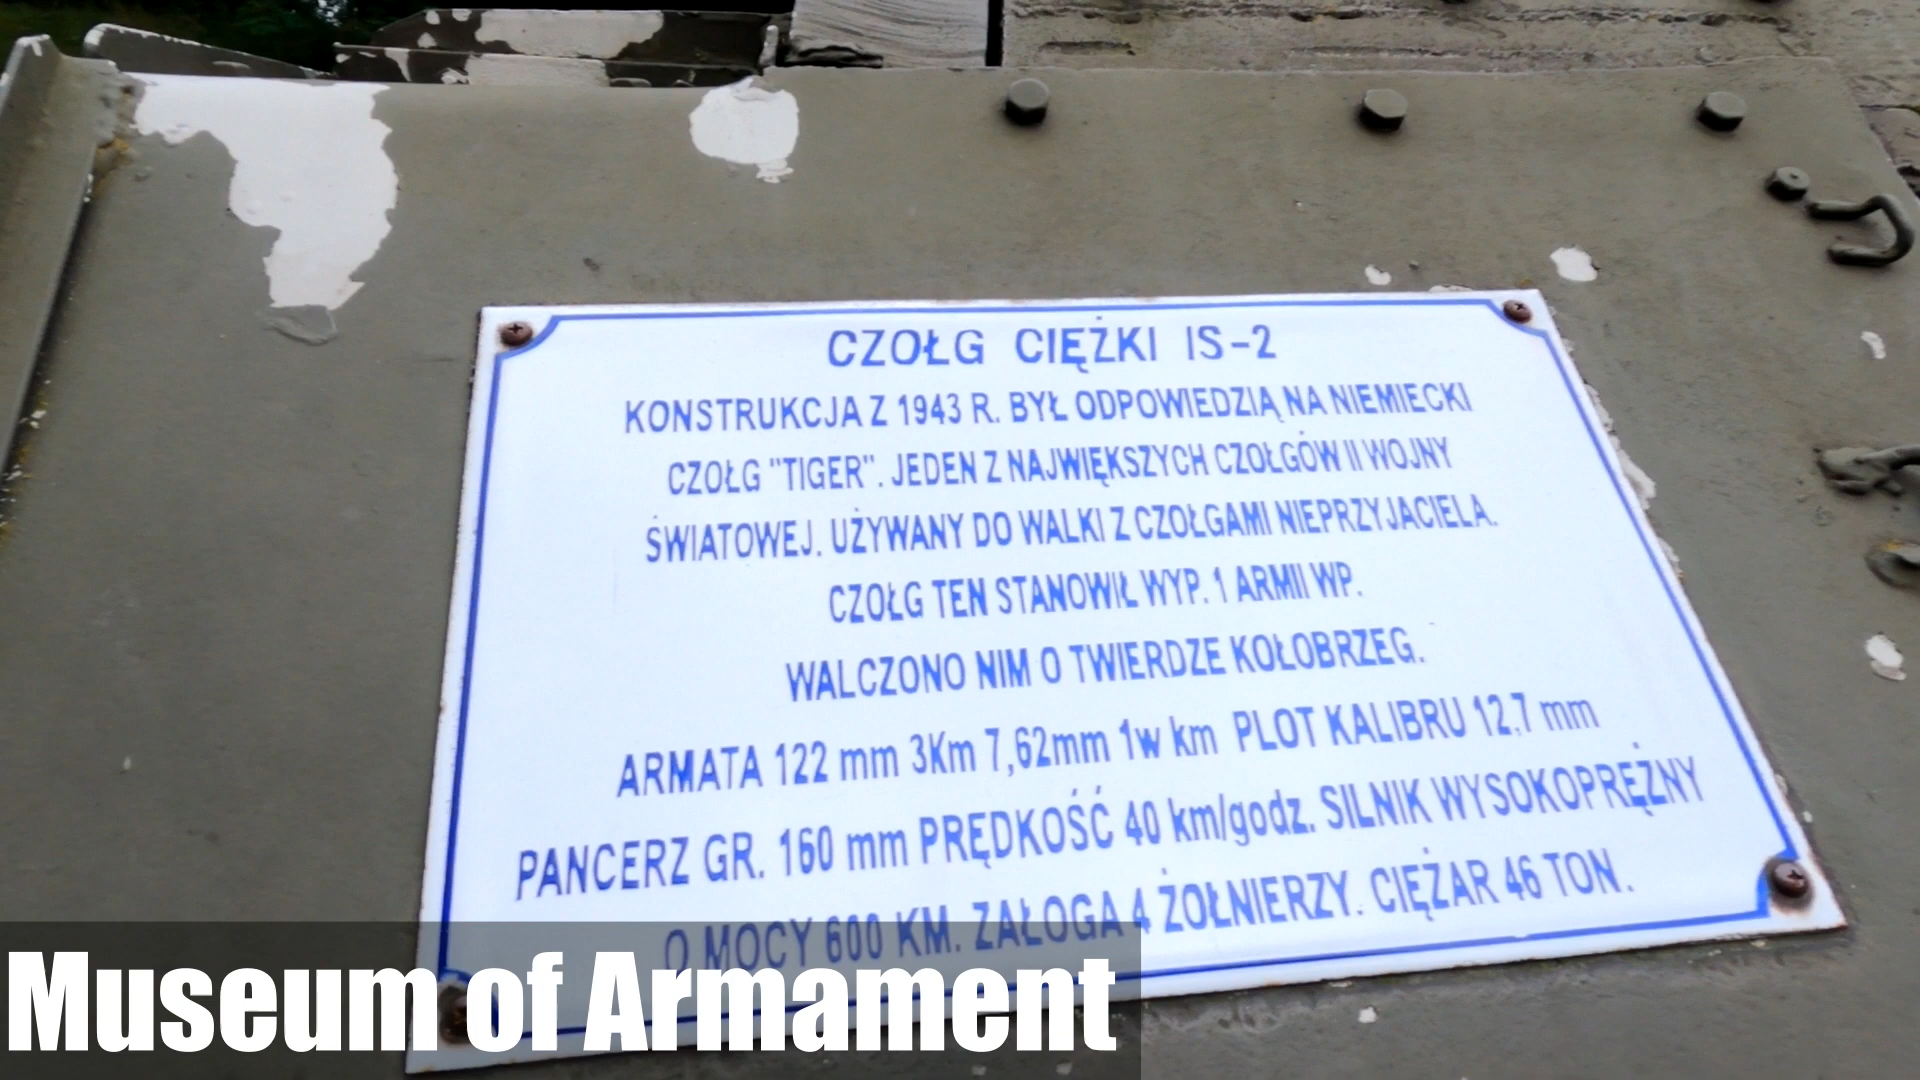 CZOŁG CIĘŻKI IS-2
KONSTRUKCJA Z 1943 R. BYŁ ODPOWIEDZIĄ NA NIEMIECKI
CZOŁG "TIGER". JEDEN Z NAJWIĘKSZYCH CZOŁGÓW II WOJNY
ŚWIATOWEJ. UŻYWANY DO WALKI Z CZOŁGAMI NIEPRZYJACIELA.
CZOŁG TEN STANOWIŁ WYP. 1 ARMII WP.
WALCZONO NIM O TWIERDZE KOŁOBRZEG.
ARMATA 122 mm 3Km 7,62mm 1w km PLOT KALIBRU 12,7 mm
PANCERZ GR. 160 mm PRĘDKOŚĆ 40 km/godz. SILNIK WYSOKOPRĘŻNY
O MOCY 600 KM. ZAŁOGA 4 ŻOŁNIERZY. CIĘŻAR 46 TON.
Museum of Armament